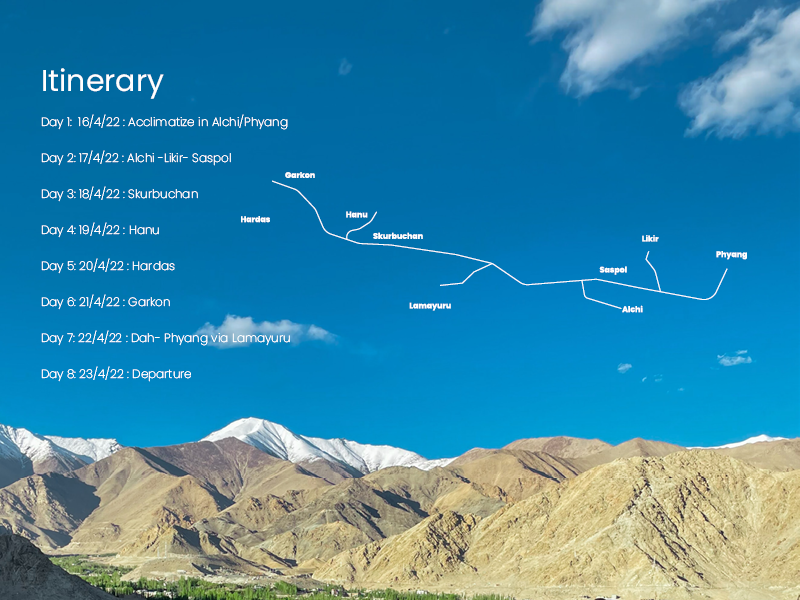 Itinerary
Day 1: 16/4/22 : Acclimatize in Alchi/Phyang
Day 2: 17/4/22 : Alchi -Likir- Saspol
Day 3: 18/4/22 : Skurbuchan
Day 4: 19/4/22 : Hanu
Day 5: 20/4/22 : Hardas
Day 6: 21/4/22 : Garkon
Day 7: 22/4/22 : Dah- Phyang via Lamayuru
Day 8: 23/4/22 : Departure
Garkon
Hardas
Hanu
Skurbuchan
Lamayuru
Saspol
Alchi
Likir
Phyang